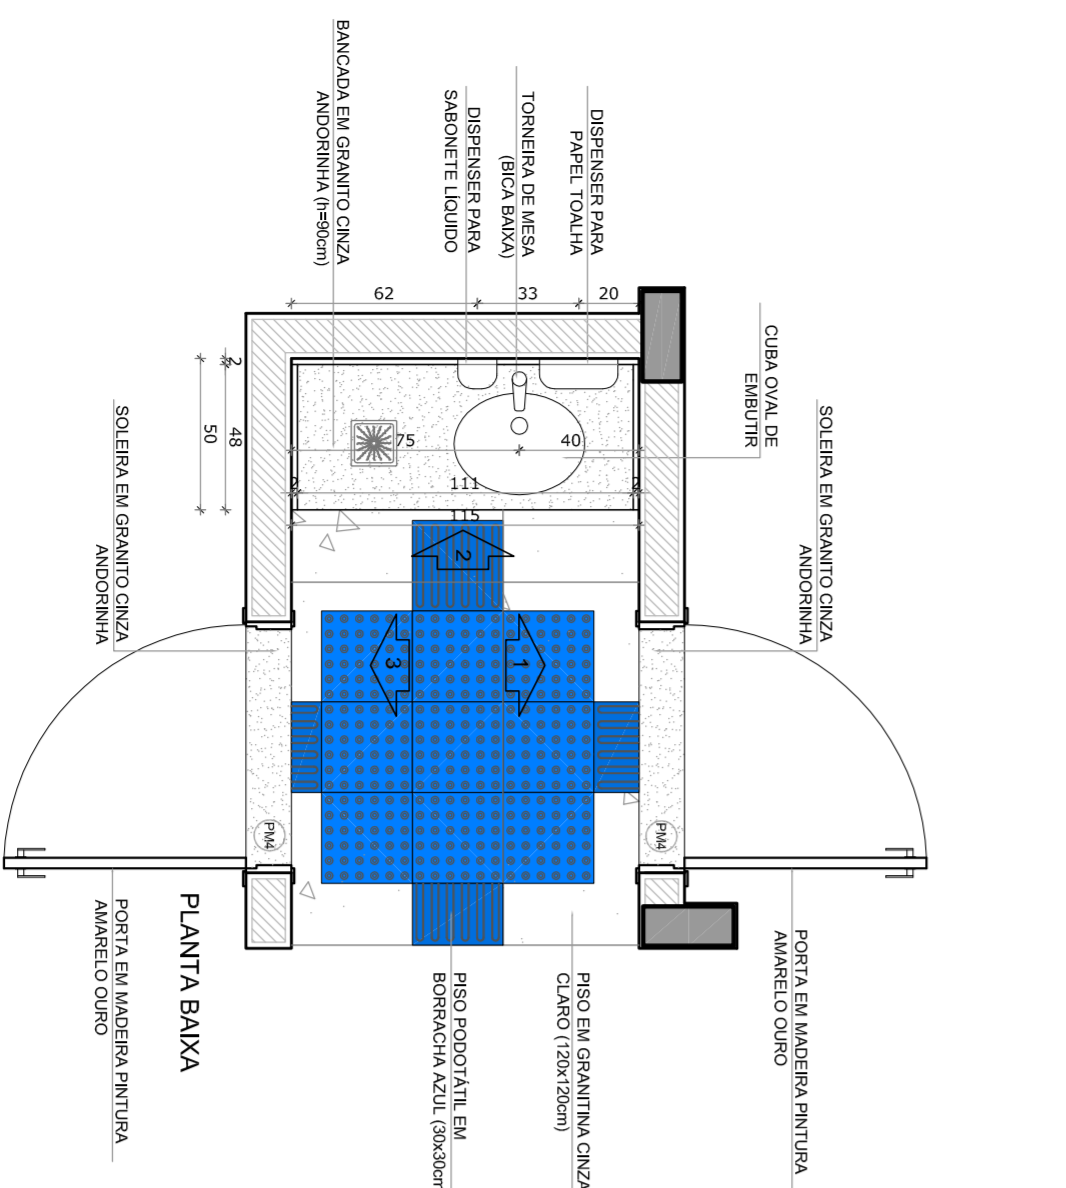 BANCADA EM GRANITO CINZA
ANDORINHA (h=90cm)
DISPENSER PARA
SABONETE LÍQUIDO
TORNEIRA DE MESA
(BICA BAIXA)
DISPENSER PARA
PAPEL TOALHA
CUBA OVAL DE
EMBUTIR
SOLEIRA EM GRANITO CINZA
ANDORINHA
SOLEIRA EM GRANITO CINZA
ANDORINHA
62
33
20
2
50
48
75
40
2
111
2
115
2
3
1
PM4
PM4
PLANTA BAIXA
PORTA EM MADEIRA PINTURA
AMARELO OURO
PISO PODOTÁTIL EM
BORRACHA AZUL (30x30cm
PISO EM GRANITINA CINZA
CLARO (120x120cm)
PORTA EM MADEIRA PINTURA
AMARELO OURO